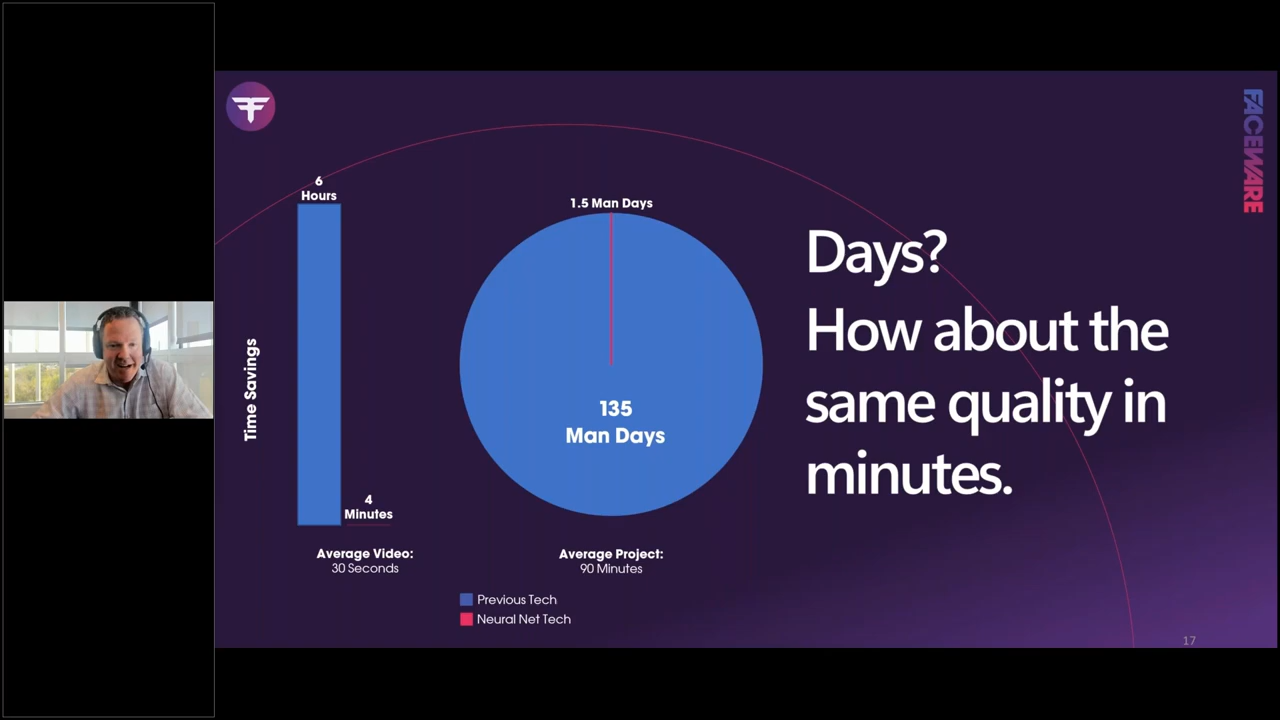 FACEWARE
6
Hours
1.5 Man Days
Days?
How about the
same quality in
minutes.
Time Savings
135
Man Days
4
Minutes
Average Video:
30 Seconds
Average Project:
90 Minutes
Previous Tech
Neural Net Tech
17